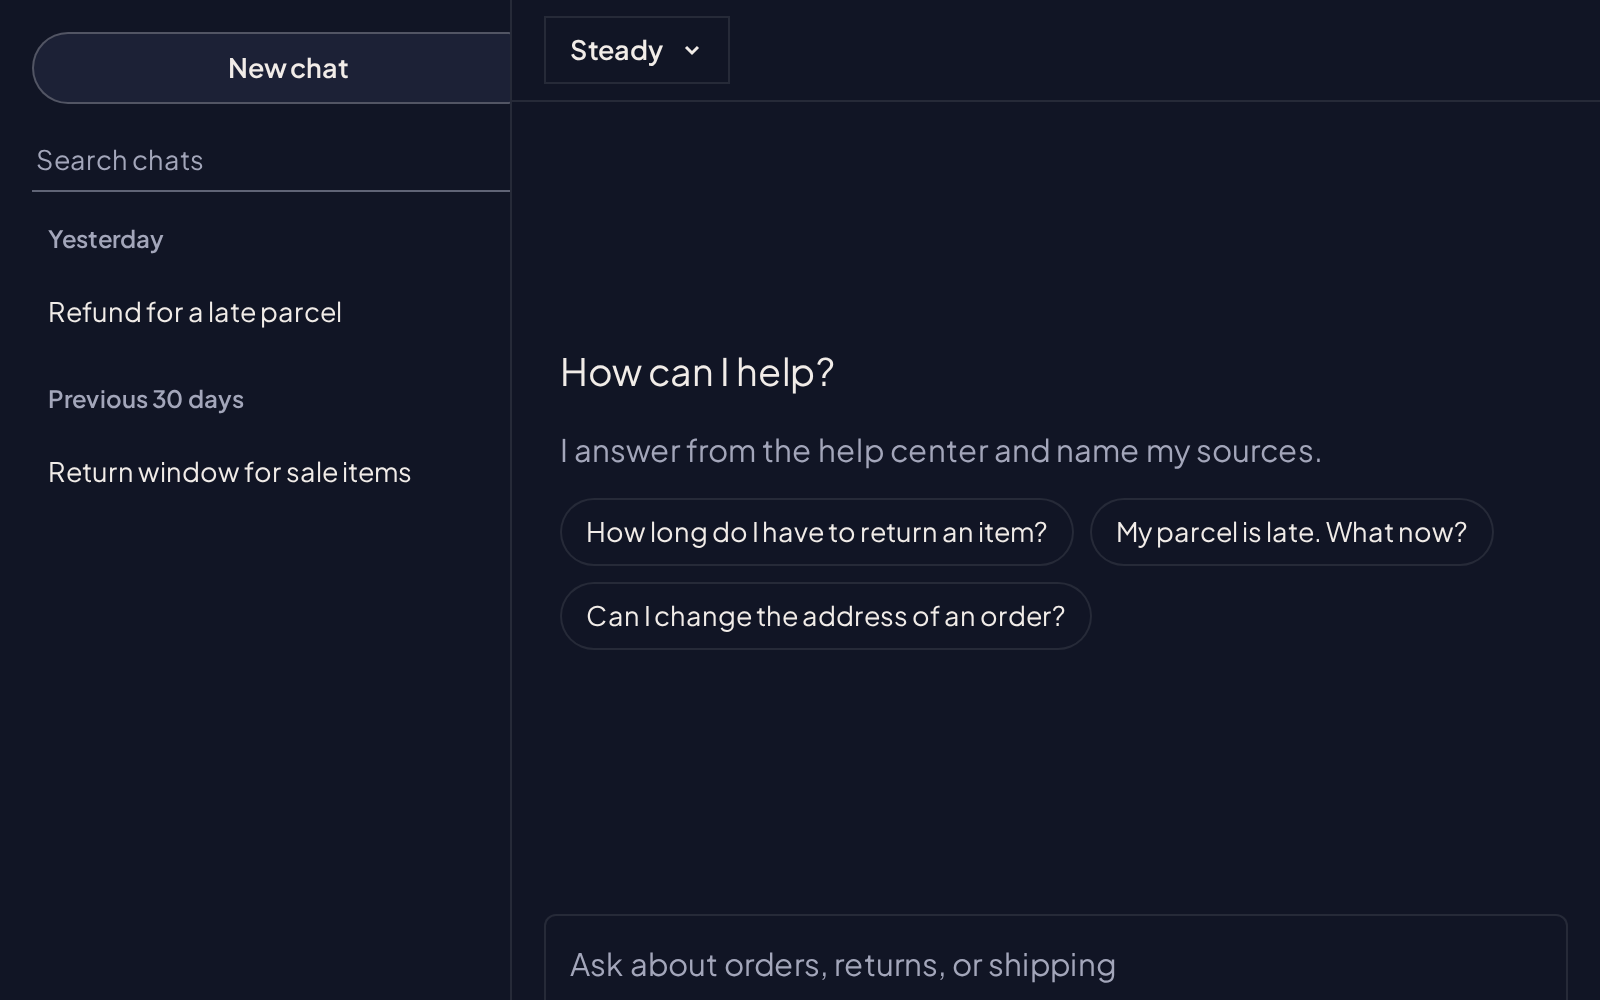 New chat
Search chats
Yesterday
Refund for a late parcel
Previous 30 days
Return window for sale items
Steady
How can I help?
I answer from the help center and name my sources.
How long do I have to return an item?
My parcel is late. What now?
Can I change the address of an order?
Ask about orders, returns, or shipping